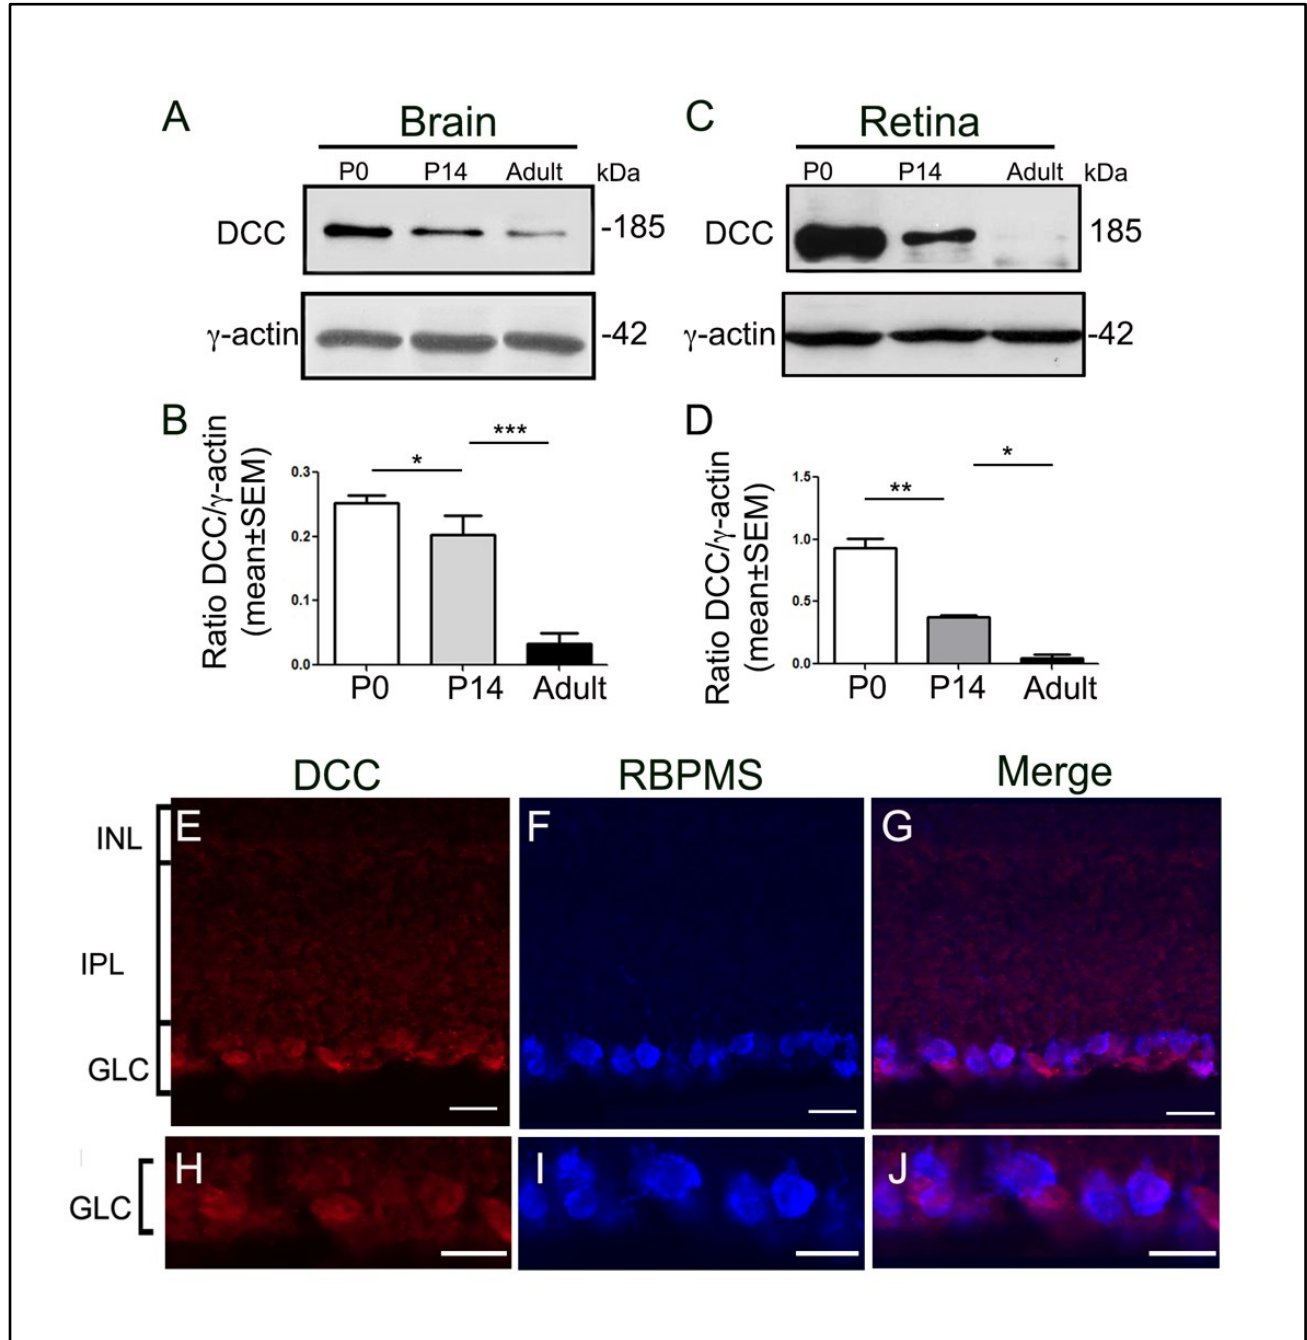 A Brain
P0 P14 Adult kDa
DCC -185
γ-actin -42
C Retina
P0 P14 Adult kDa
DCC 185
γ-actin -42
B
Ratio DCC/γ-actin
(mean±SEM)
* ***
0.3
0.2
0.1
0.0
P0 P14 Adult
D
Ratio DCC/γ-actin
(mean±SEM)
** *
1.5
1.0
0.5
0.0
P0 P14 Adult
DCC RBPMS Merge
E F G
INL
IPL
GLC
H I J
GLC